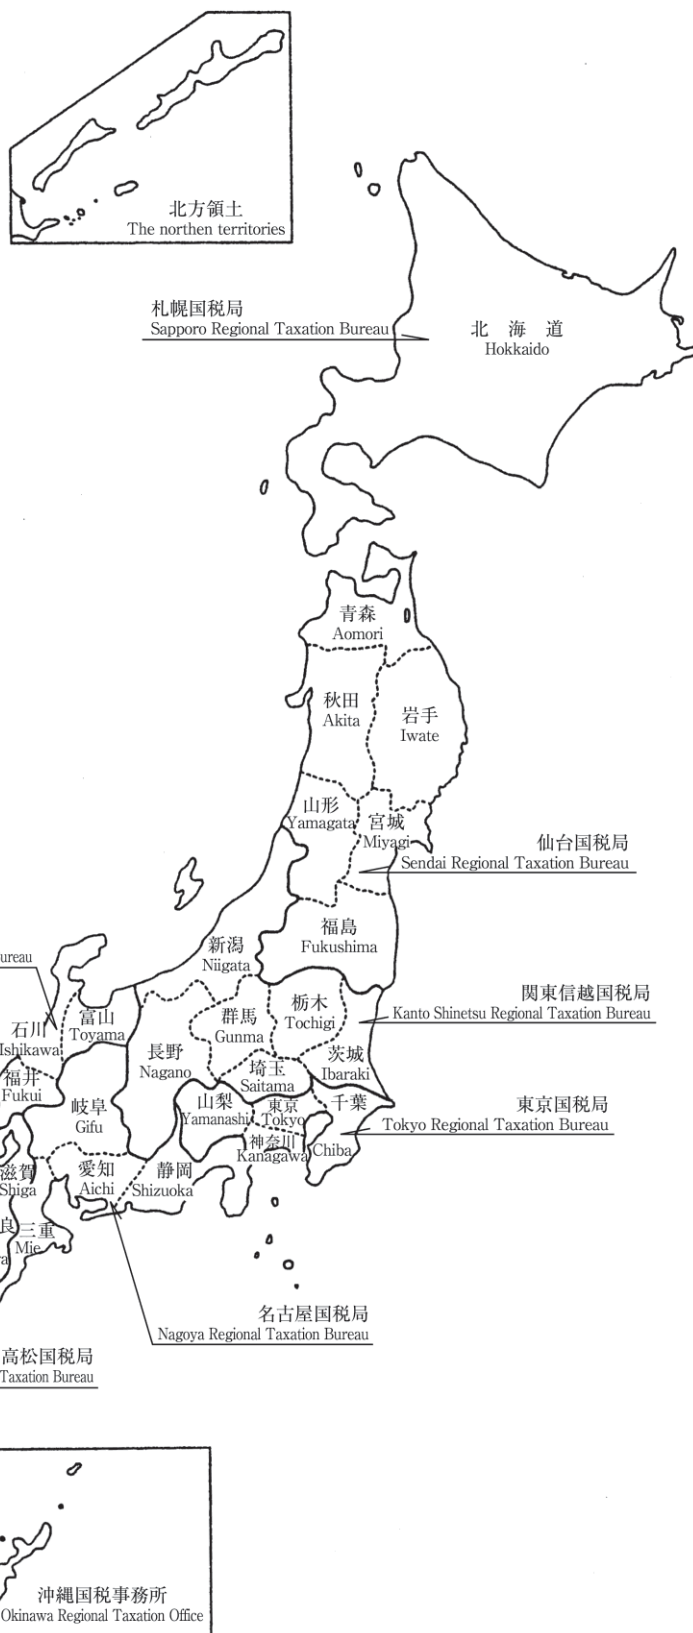 北方領土
The northen territories
札幌国税局
Sapporo Regional Taxation Bureau
北海道
Hokkaido
青森
Aomori
秋田
Akita
岩手
Iwate
山形
Yamagata
宮城
Miyagi
仙台国税局
Sendai Regional Taxation Bureau
福島
Fukushima
新潟
Niigata
ureau
関東信越国税局
Kanto Shinetsu Regional Taxation Bureau
栃木
Tochigi
群馬
Gunma
富山
Toyama
石川
Ishikawa
長野
Nagano
茨城
Ibaraki
埼玉
Saitama
福井
Fukui
岐阜
Gifu
山梨
Yamanashi
東京
Tokyo
千葉
Chiba
東京国税局
Tokyo Regional Taxation Bureau
神奈川
Kanagawa
滋賀
Shiga
愛知
Aichi
静岡
Shizuoka
良
ra
三重
Mie
名古屋国税局
Nagoya Regional Taxation Bureau
高松国税局
Taxation Bureau
沖縄国税事務所
Okinawa Regional Taxation Office